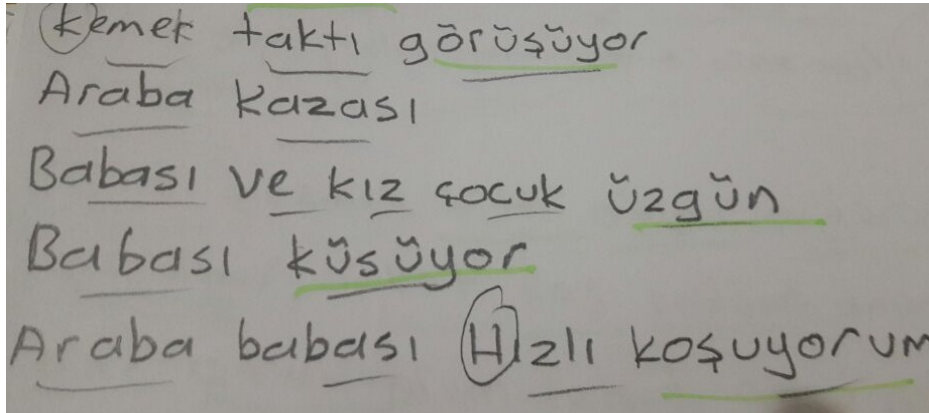 Kemer taktı görüşüyor
Araba kazası
Babası ve kız çocuk üzgün
Babası küsüyor
Araba babası Hızlı koşuyorum